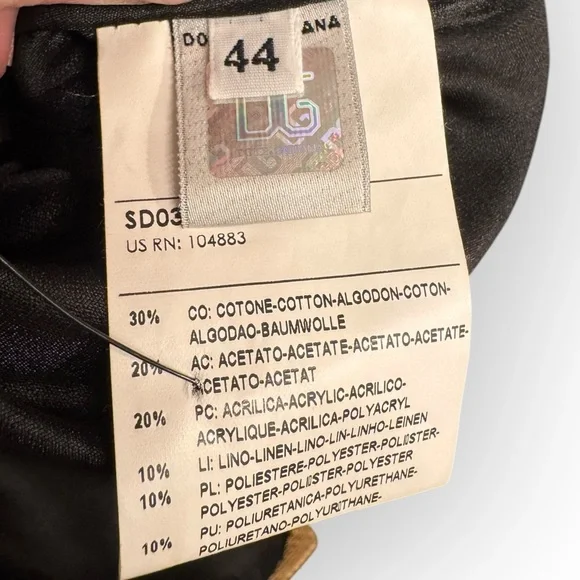 DO ANA
44
DG
SD03
US RN: 104883
30% CO: COTONE-COTTON-ALGODON-COTON-
ALGODAO-BAUMWOLLE
20% AC: ACETATO-ACETATE-ACETATO-ACETATE-
ACETATO-ACETAT
20% PC: ACRILICA-ACRYLIC-ACRILICO-
ACRYLIQUE-ACRILICA-POLYACRYL
10% LI: LINO-LINEN-LINO-LIN-LINHO-LEINEN
10% PL: POLIESTERE-POLYESTER-POLIESTER-
POLYESTER-POLIESTER-POLYESTER
10% PU: POLIURETANICA-POLYURETHANE-
POLIURETANO-POLYURETHANE-